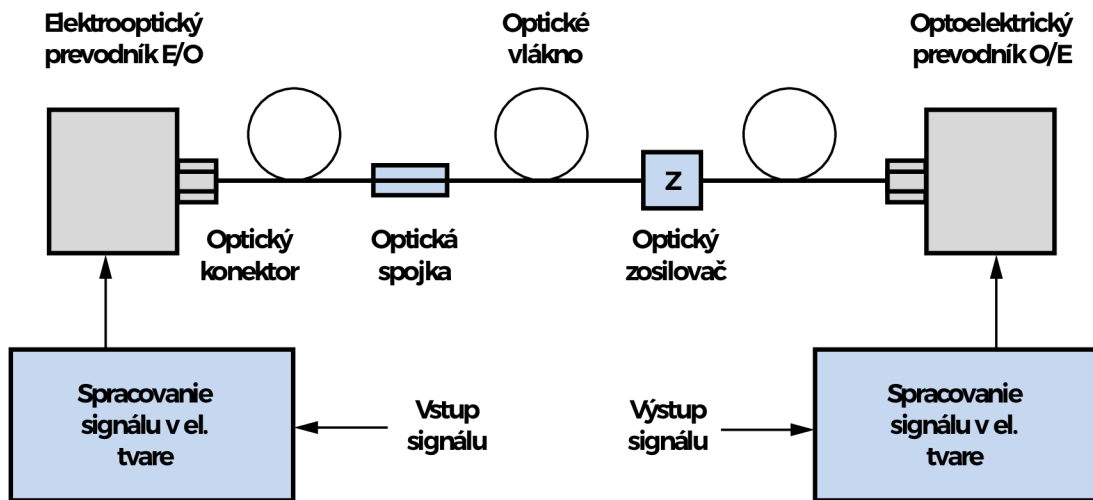 Elektrooptický
prevodník E/O
Optické
vlákno
Optoelektrický
prevodník O/E
Z
Optický
konektor
Optická
spojka
Optický
zosilovač
Spracovanie
signálu v el.
tvare
Vstup
signálu
Výstup
signálu
Spracovanie
signálu v el.
tvare